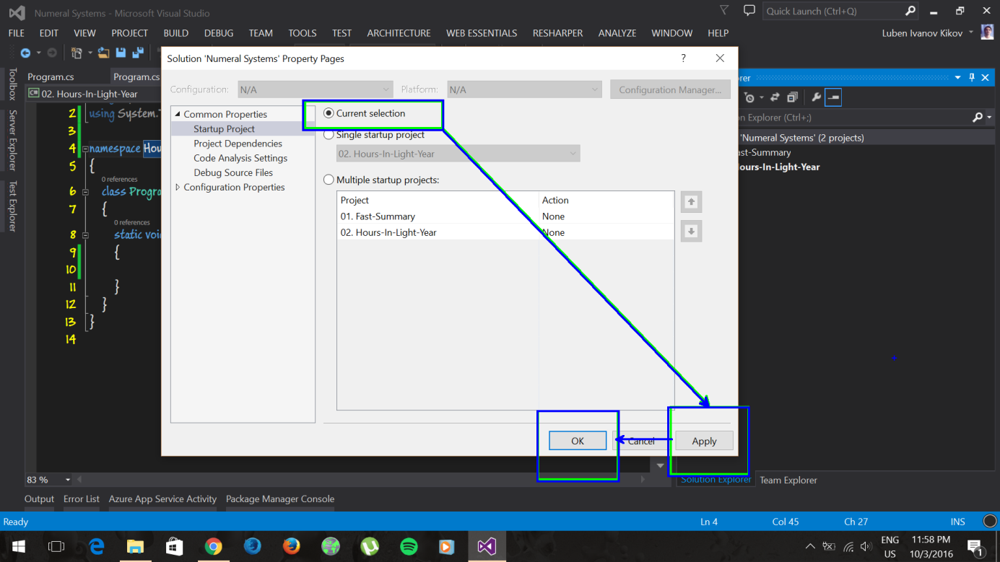 Numeral Systems - Microsoft Visual Studio
Quick Launch (Ctrl+Q)
FILE EDIT VIEW PROJECT BUILD DEBUG TEAM TOOLS TEST ARCHITECTURE WEB ESSENTIALS RESHARPER ANALYZE WINDOW HELP
Luben Ivanov Kikov
Solution 'Numeral Systems' Property Pages
?
Program.cs
Program.cs
orer
Configuration: N/A
Platform: N/A
Configuration Manager...
02. Hours-In-Light-Year
Toolbox
Server Explorer
Test Explorer
Common Properties
Startup Project
Project Dependencies
Code Analysis Settings
Debug Source Files
Configuration Properties
Current selection
Single startup project
02. Hours-In-Light-Year
Multiple startup projects:
Project Action
01. Fast-Summary None
02. Hours-In-Light-Year None
OK Cancel Apply
on Explorer (Ctrl+;)
'Numeral Systems' (2 projects)
ast-Summary
Hours-In-Light-Year
2 using System.
3
4 namespace Hou
5 {
0 references
6 class Progra
7 {
0 references
8 static voi
9 {
10
11 }
12 }
13 }
14
83 %
Solution Explorer Team Explorer
Output Error List Azure App Service Activity Package Manager Console
Ready Ln 4 Col 45 Ch 27 INS
ENG
US
11:58 PM
10/3/2016
1